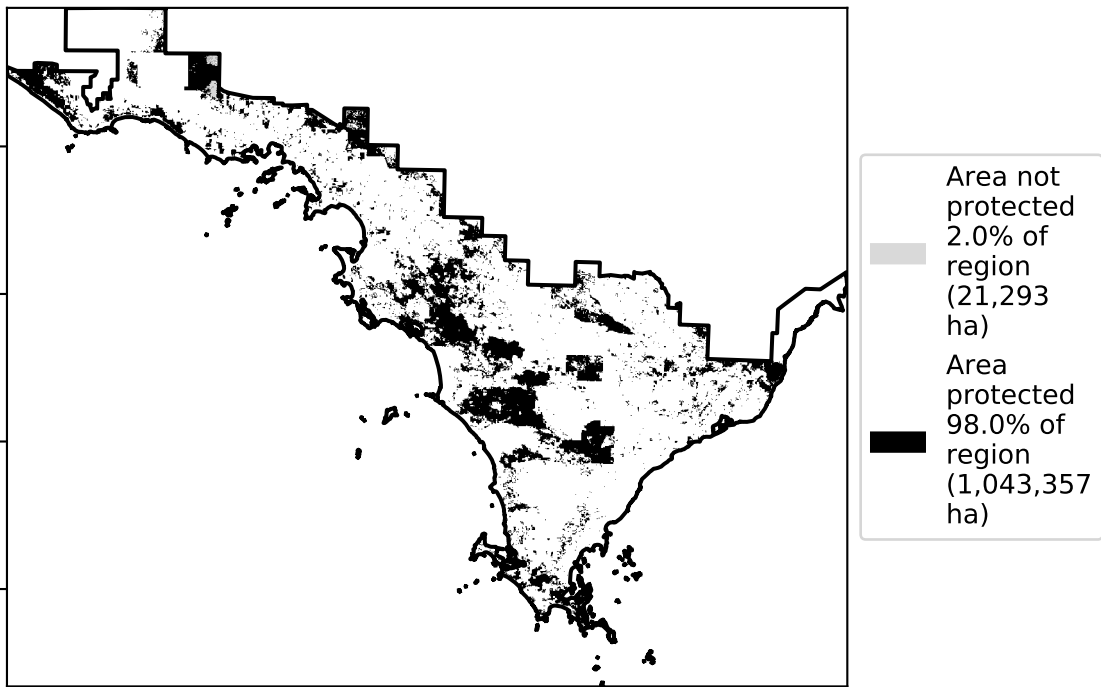 Area not
protected
2.0% of
region
(21,293
ha)
Area
protected
98.0% of
region
(1,043,357
ha)